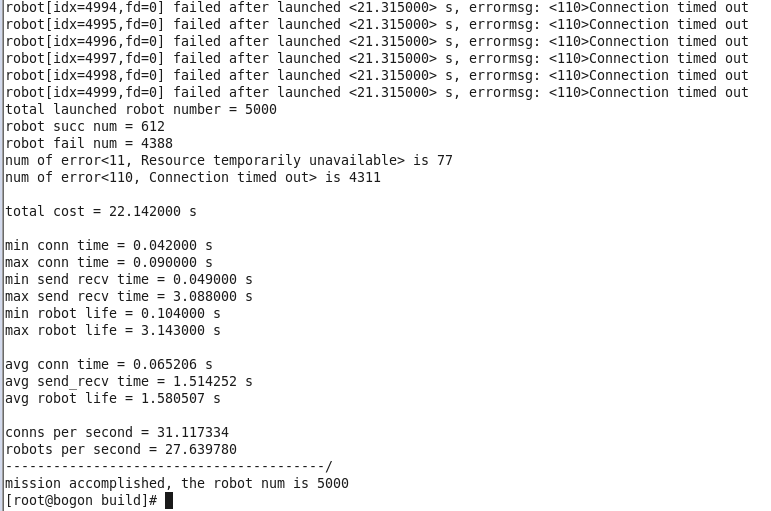 robot[idx=4994,fd=0] failed after launched <21.315000> s, errormsg: <110>Connection timed out
robot[idx=4995,fd=0] failed after launched <21.315000> s, errormsg: <110>Connection timed out
robot[idx=4996,fd=0] failed after launched <21.315000> s, errormsg: <110>Connection timed out
robot[idx=4997,fd=0] failed after launched <21.315000> s, errormsg: <110>Connection timed out
robot[idx=4998,fd=0] failed after launched <21.315000> s, errormsg: <110>Connection timed out
robot[idx=4999,fd=0] failed after launched <21.315000> s, errormsg: <110>Connection timed out
total launched robot number = 5000
robot succ num = 612
robot fail num = 4388
num of error<11, Resource temporarily unavailable> is 77
num of error<110, Connection timed out> is 4311
total cost = 22.142000 s
min conn time = 0.042000 s
max conn time = 0.090000 s
min send recv time = 0.049000 s
max send recv time = 3.088000 s
min robot life = 0.104000 s
max robot life = 3.143000 s
avg conn time = 0.065206 s
avg send_recv time = 1.514252 s
avg robot life = 1.580507 s
conns per second = 31.117334
robots per second = 27.639780
----------------------------------------/
mission accomplished, the robot num is 5000
[root@bogon build]#